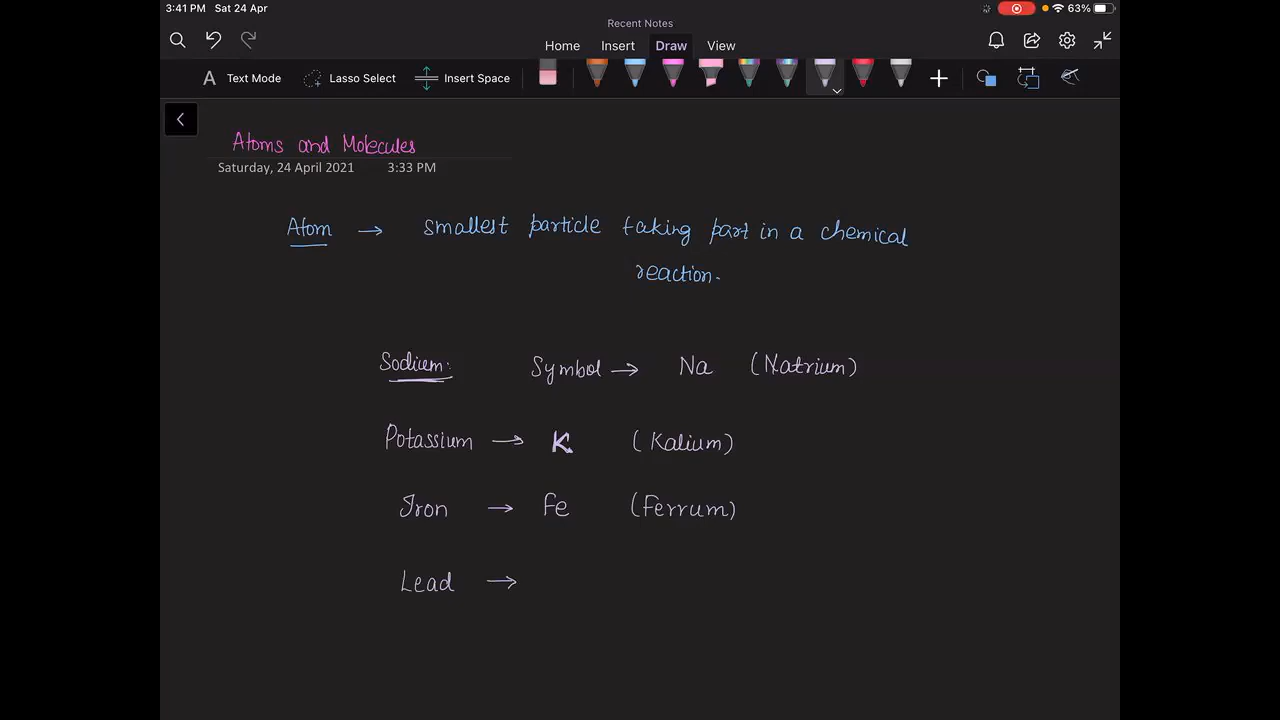 3:41 PM Sat 24 Apr 63%
Recent Notes
Home Insert Draw View
A Text Mode Lasso Select Insert Space
Atoms and Molecules
Saturday, 24 April 2021 3:33 PM
Atom → smallest particle taking part in a chemical
reaction.
Sodium: Symbol → Na (Natrium)
Potassium → K (Kalium)
Iron → Fe (Ferrum)
Lead →